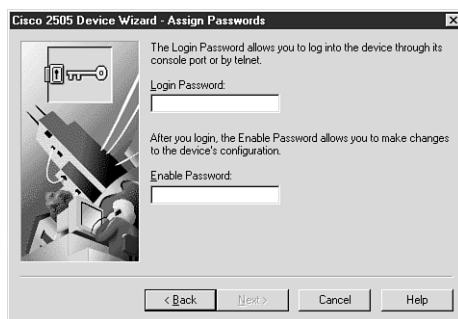 Cisco 2505 Device Wizard - Assign Passwords
The Login Password allows you to log into the device through its
console port or by telnet.
Login Password:
After you login, the Enable Password allows you to make changes
to the device's configuration.
Enable Password:
< Back
Next >
Cancel
Help